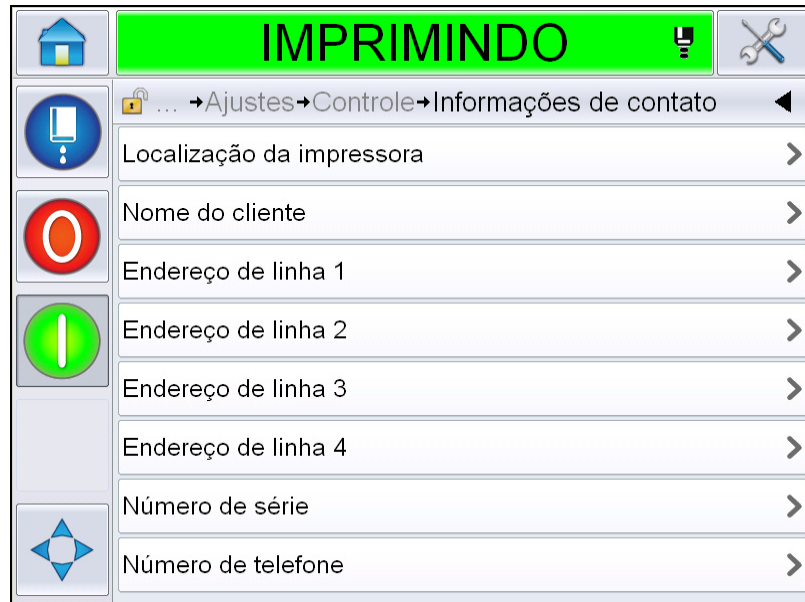 IMPRIMINDO
... →Ajustes→Controle→Informações de contato
Localização da impressora
Nome do cliente
Endereço de linha 1
Endereço de linha 2
Endereço de linha 3
Endereço de linha 4
Número de série
Número de telefone